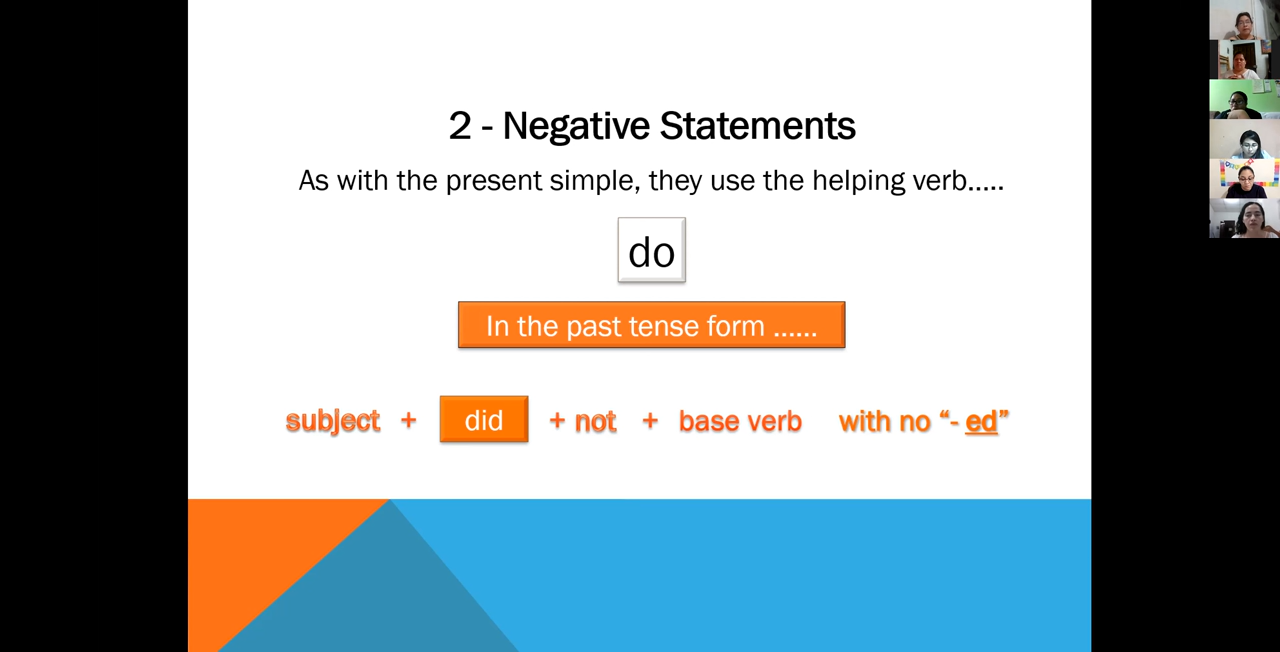 2 - Negative Statements
As with the present simple, they use the helping verb.....
do
In the past tense form ......
subject + did + not + base verb with no “- ed”